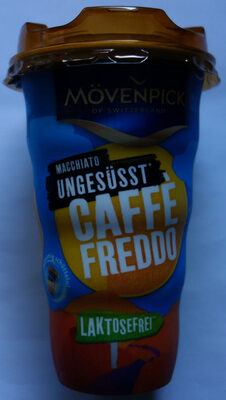 MÖVENPICK
OF SWITZERLAND
MACCHIATO
UNGESÜSST*
CAFFÈ
FREDDO
LAKTOSEFREI